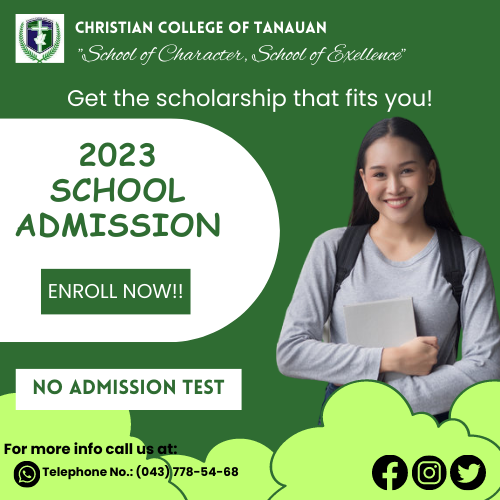 CHRISTIAN COLLEGE OF TANAUAN
"School of Character, School of Exellence"
Get the scholarship that fits you!
2023
SCHOOL
ADMISSION
ENROLL NOW!!
NO ADMISSION TEST
For more info call us at:
Telephone No.: (043) 778-54-68